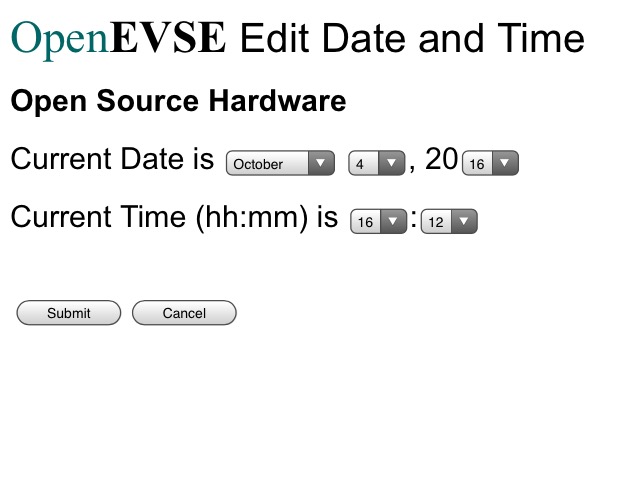 OpenEVSE Edit Date and Time
Open Source Hardware
Current Date is October 4 , 20 16
Current Time (hh:mm) is 16 : 12
Submit Cancel